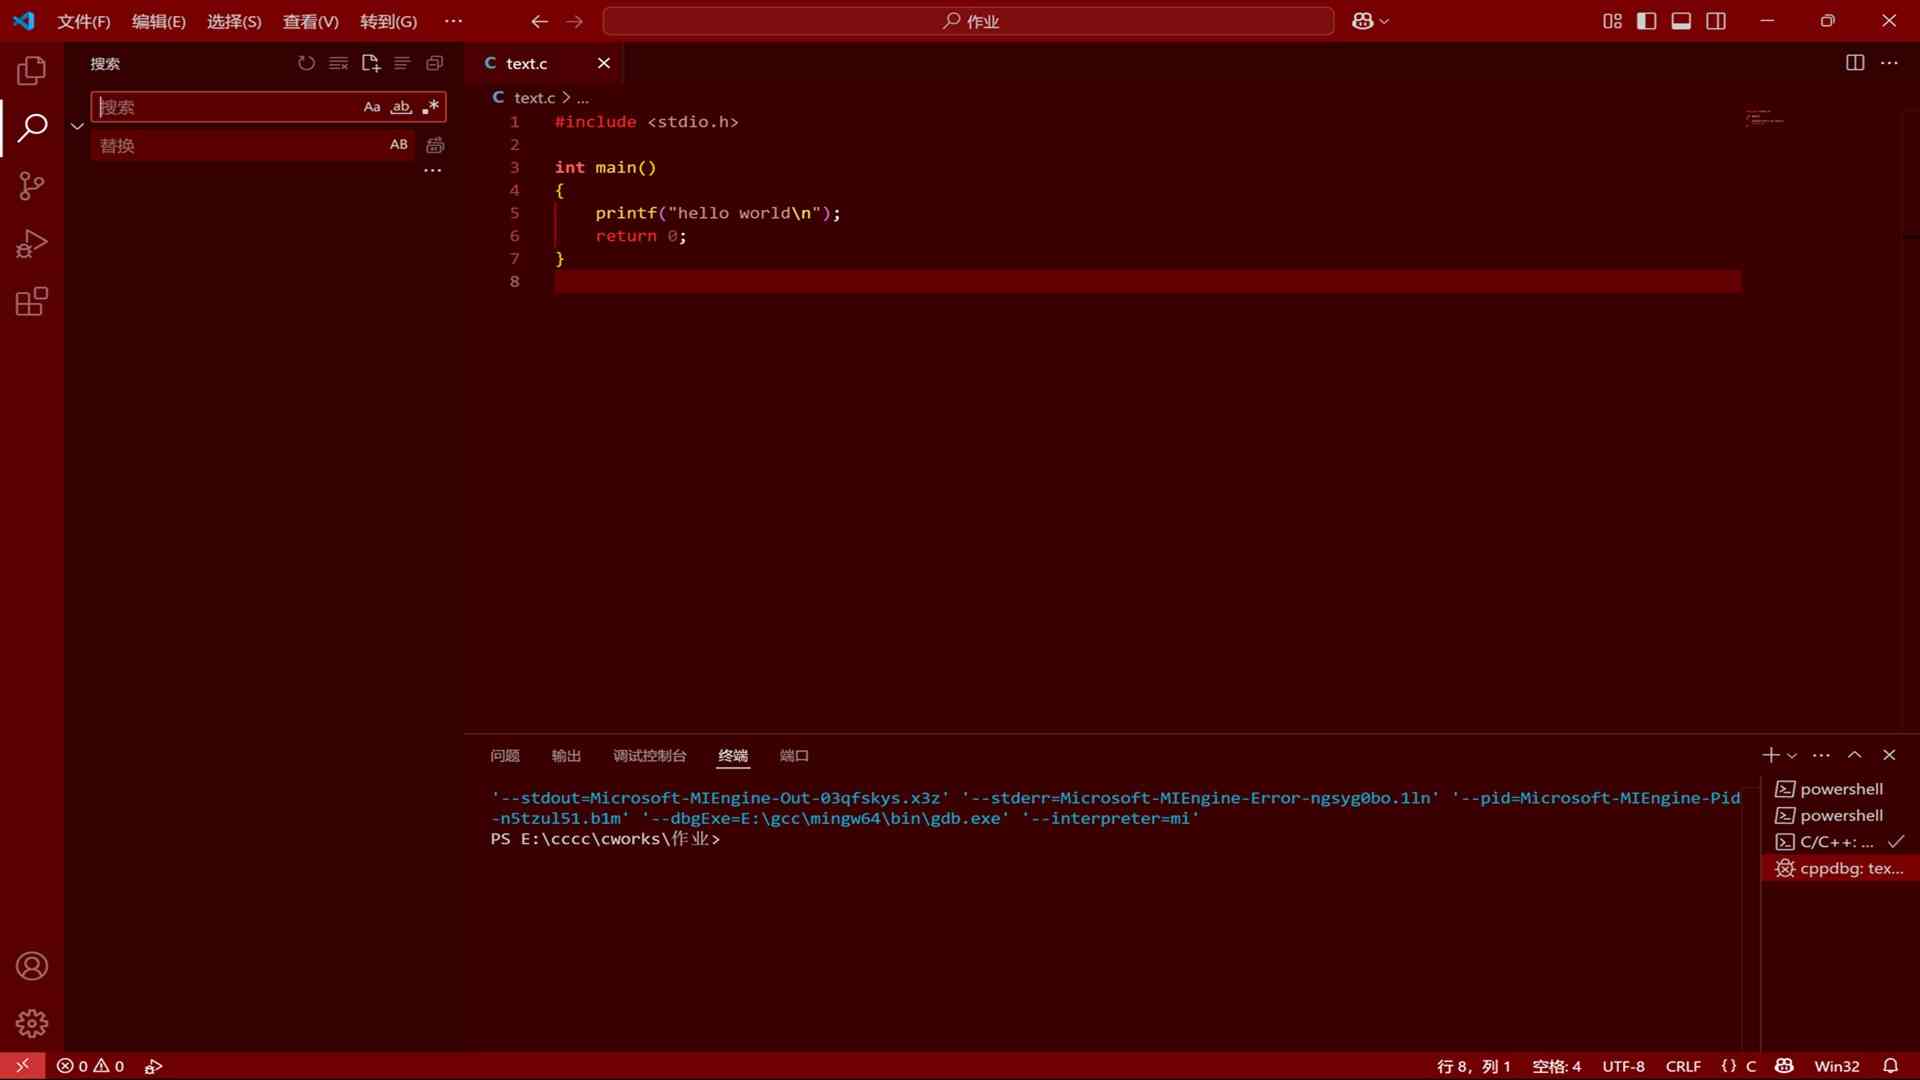 文件(F) 编辑(E) 选择(S) 查看(V) 转到(G) ··· 作业
搜索
搜索 Aa ab .*
替换 AB
···
C text.c
C text.c > ...
1 #include <stdio.h>
2
3 int main()
4 {
5 printf("hello world\n");
6 return 0;
7 }
8
问题 输出 调试控制台 终端 端口
'--stdout=Microsoft-MIEngine-Out-03qfskys.x3z' '--stderr=Microsoft-MIEngine-Error-ngsyg0bo.1ln' '--pid=Microsoft-MIEngine-Pid
-n5tzul51.b1m' '--dbgExe=E:\gcc\mingw64\bin\gdb.exe' '--interpreter=mi'
PS E:\cccc\cworks\作业>
powershell
powershell
C/C++: ...
cppdbg: tex...
0 0 行 8，列 1 空格: 4 UTF-8 CRLF {} C Win32